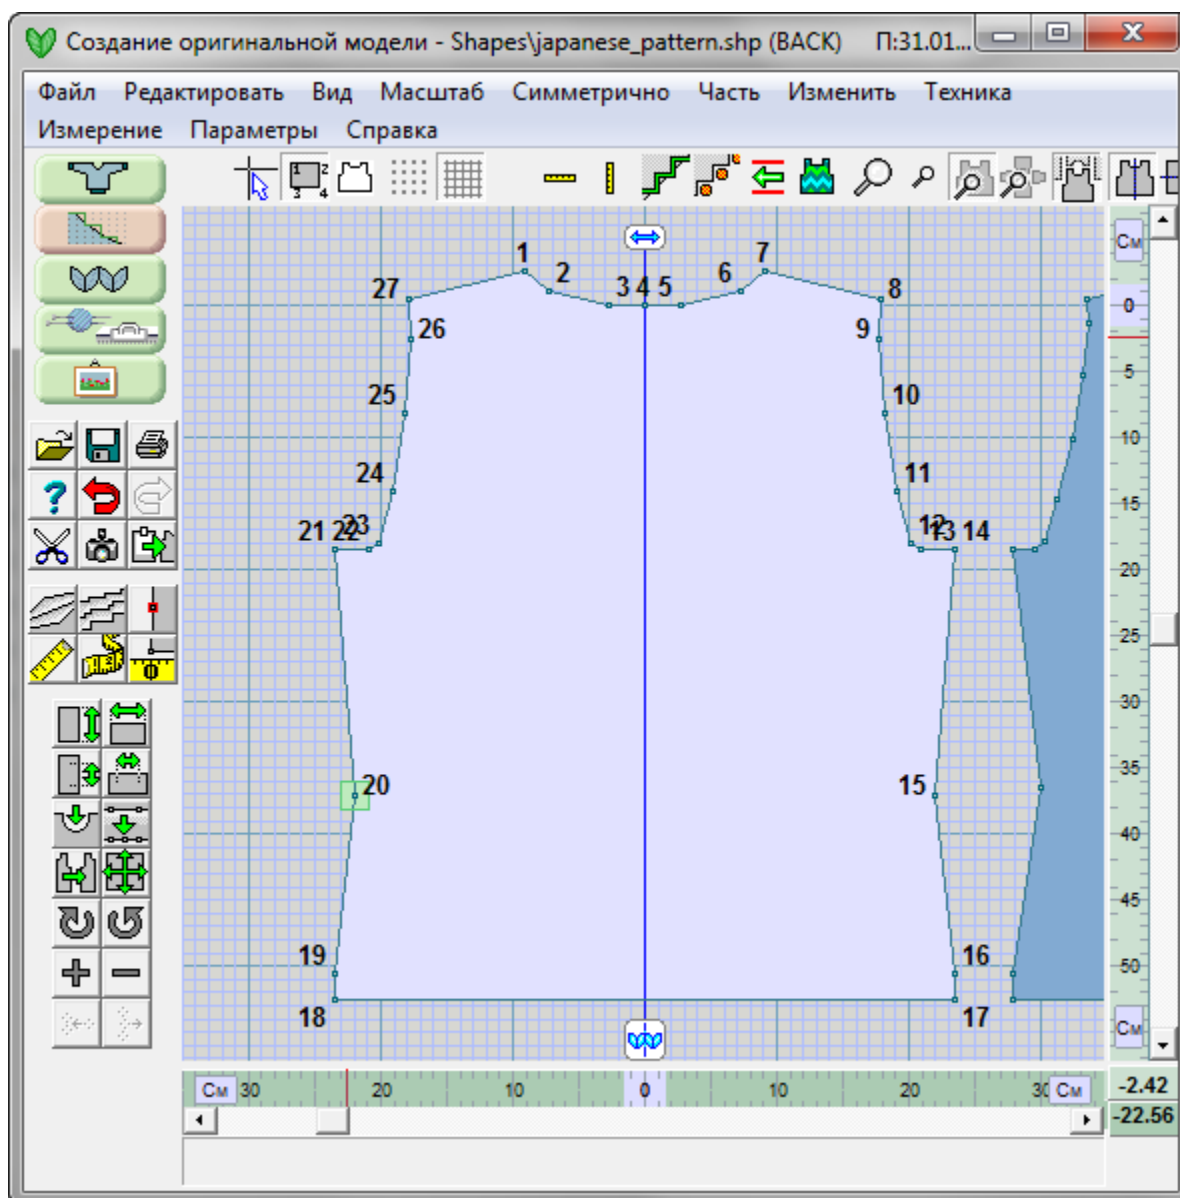 Создание оригинальной модели - Shapes\japanese_pattern.shp (BACK) П:31.01...
Файл Редактировать Вид Масштаб Симметрично Часть Изменить Техника
Измерение Параметры Справка
См
1 7
2 3 4 5 6
27 8
0
26 9
5
25 10
10
24 11
15
21 22 23 12 13 14
20
25
30
35
20 15
40
45
19 16
50
18 17
См
См 30 20 10 0 10 20 30 См
-2.42
-22.56